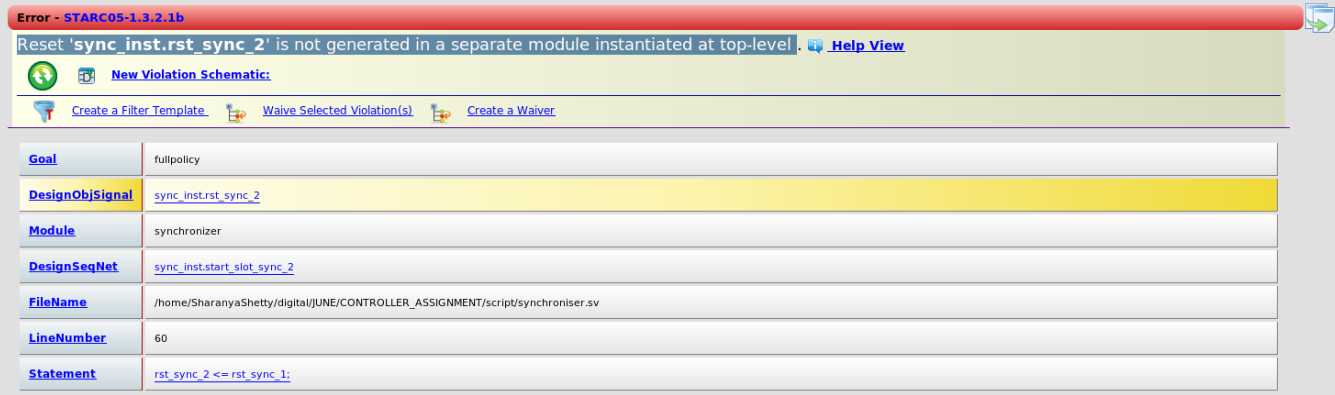 Error - STARC05-1.3.2.1b
Reset 'sync_inst.rst_sync_2' is not generated in a separate module instantiated at top-level . Help View
New Violation Schematic:
Create a Filter Template Waive Selected Violation(s) Create a Waiver
Goal fullpolicy
DesignObjSignal sync_inst.rst_sync_2
Module synchronizer
DesignSeqNet sync_inst.start_slot_sync_2
FileName /home/SharanyaShetty/digital/JUNE/CONTROLLER_ASSIGNMENT/script/synchroniser.sv
LineNumber 60
Statement rst_sync_2 <= rst_sync_1;